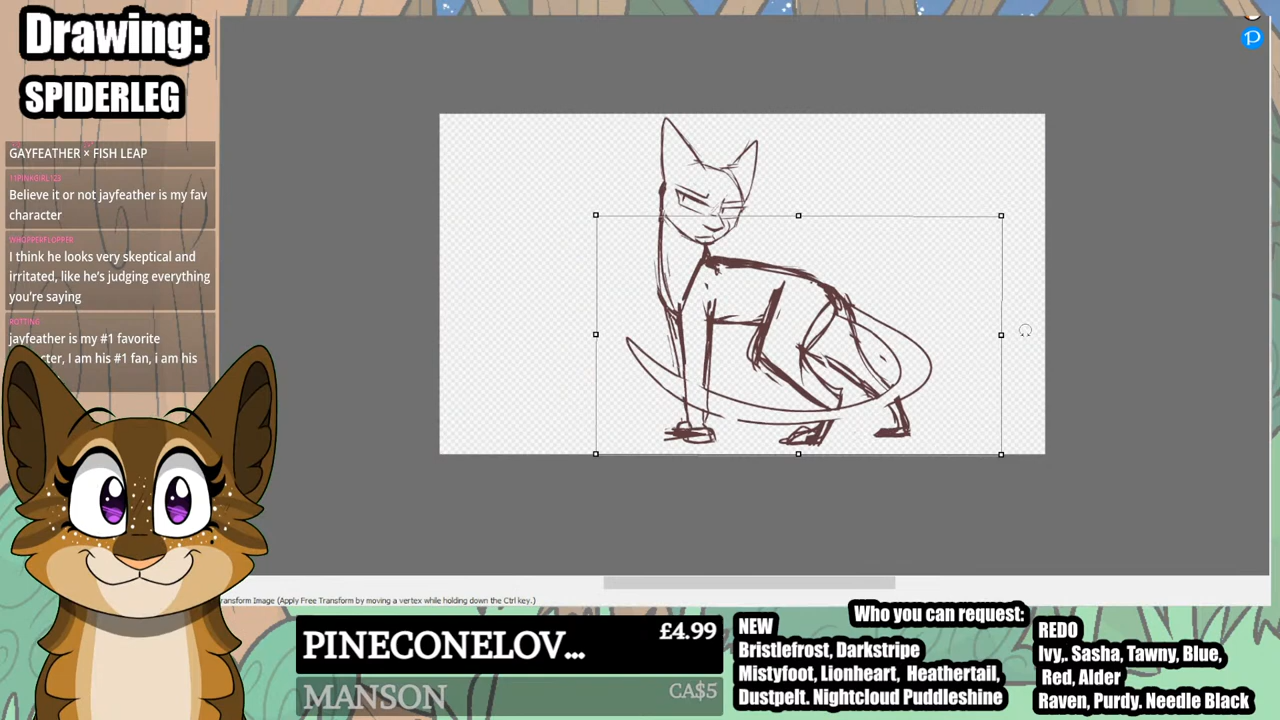 Drawing:
SPIDERLEG
GAYFEATHER × FISH LEAP
11PINKGIRL123
Believe it or not jayfeather is my fav
character
WHOPPERFLOPPER
I think he looks very skeptical and
irritated, like he's judging everything
you're saying
ROTTING
jayfeather is my #1 favorite
cter, I am his #1 fan, i am his
ransform Image (Apply Free Transform by moving a vertex while holding down the Ctrl key.)
PINECONELOV...
£4.99
MANSON
CA$5
Who you can request:
NEW
Bristlefrost, Darkstripe
Mistyfoot, Lionheart, Heathertail,
Dustpelt. Nightcloud Puddleshine
REDO
Ivy,. Sasha, Tawny, Blue,
Red, Alder
Raven, Purdy. Needle Black